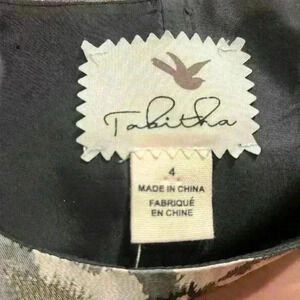 Tabitha
4
MADE IN CHINA
FABRIQUÉ
EN CHINE